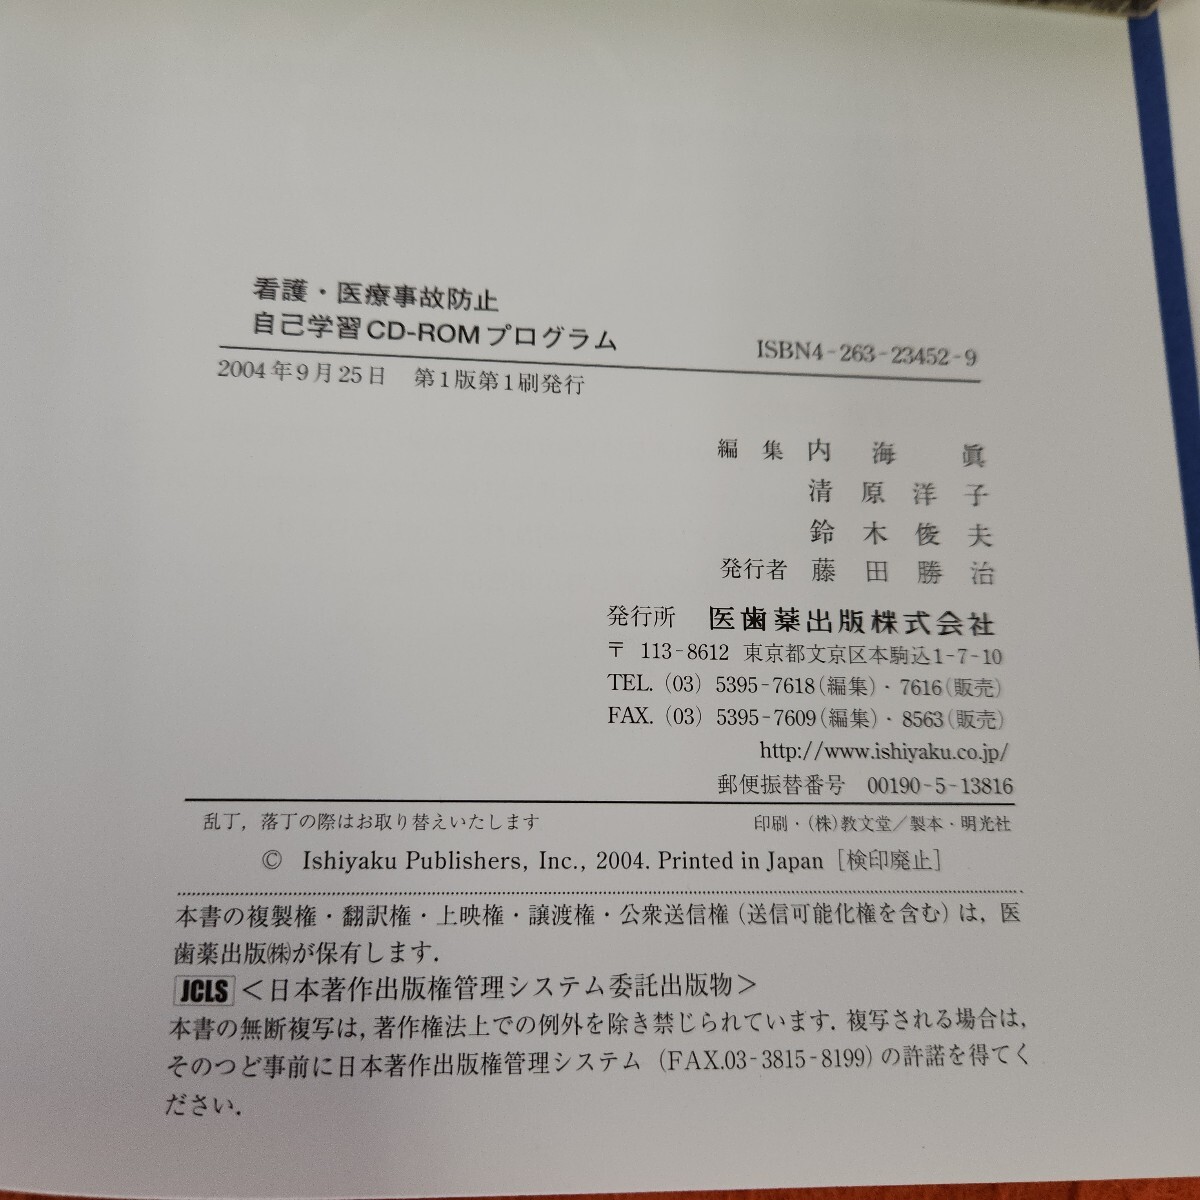 看護・医療事故防止
自己学習CD-ROMプログラム
ISBN4-263-23452-9
2004年9月25日　第1版第1刷発行
編　集　内　海　　眞
清　原　洋　子
鈴　木　俊　夫
発行者　藤　田　勝　治
発行所　医歯薬出版株式会社
〒 113-8612 東京都文京区本駒込1-7-10
TEL. (03) 5395-7618(編集)・7616(販売)
FAX. (03) 5395-7609(編集)・8563(販売)
http://www.ishiyaku.co.jp/
郵便振替番号　00190-5-13816
乱丁，落丁の際はお取り替えいたします
印刷・(株)教文堂／製本・明光社
© Ishiyaku Publishers, Inc., 2004. Printed in Japan [検印廃止]
本書の複製権・翻訳権・上映権・譲渡権・公衆送信権(送信可能化権を含む)は，医
歯薬出版㈱が保有します．
JCLS ＜日本著作出版権管理システム委託出版物＞
本書の無断複写は，著作権法上での例外を除き禁じられています．複写される場合は，
そのつど事前に日本著作出版権管理システム (FAX.03-3815-8199)の許諾を得てく
ださい．